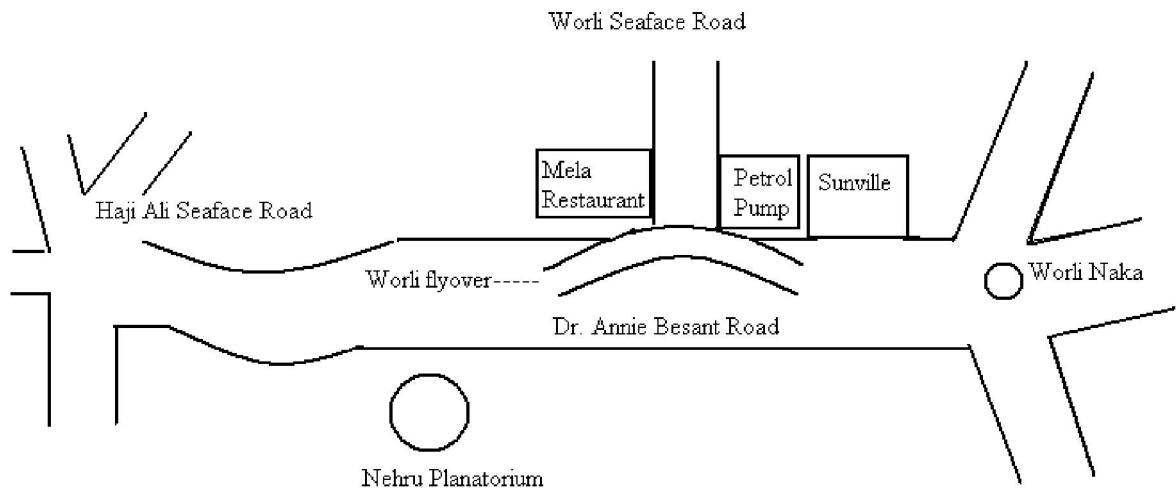 Worli Seaface Road
Mela
Restaurant
Petrol
Pump
Sunville
Haji Ali Seaface Road
Worli flyover-----
Worli Naka
Dr. Annie Besant Road
Nehru Planatorium